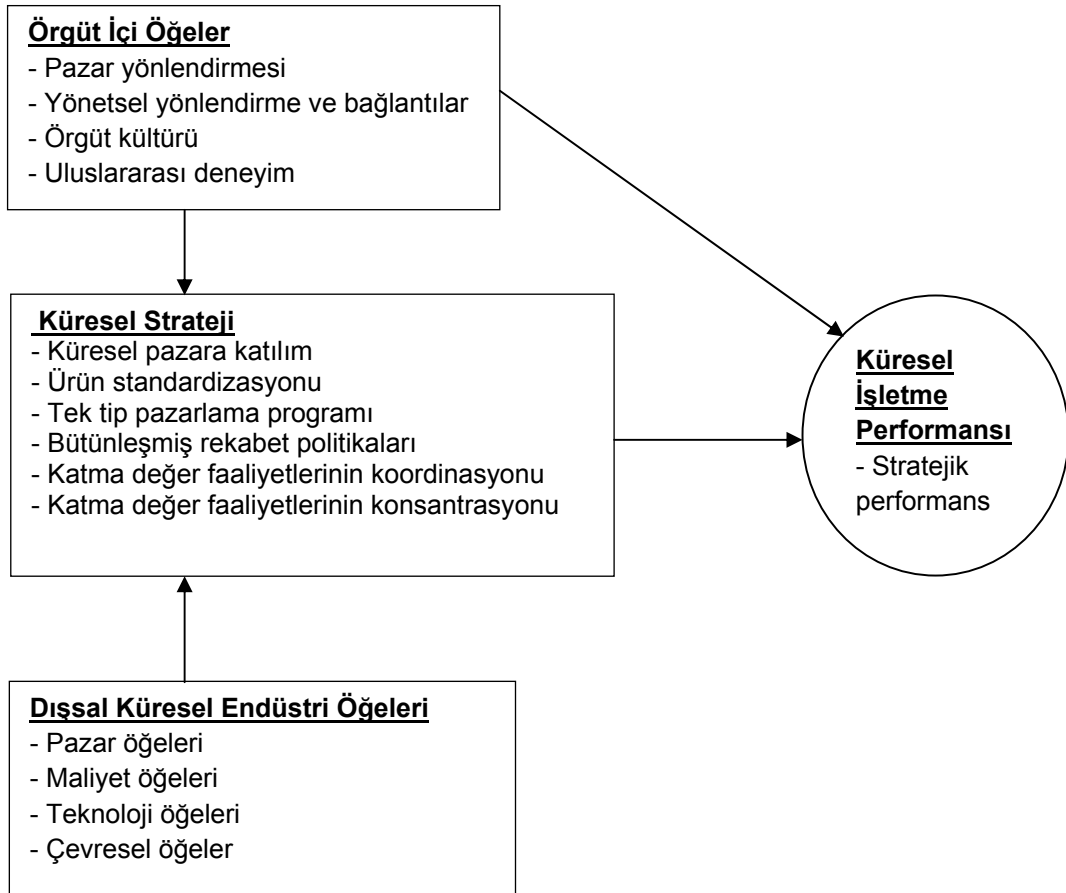 Örgüt İçi Öğeler
- Pazar yönlendirmesi
- Yönetsel yönlendirme ve bağlantılar
- Örgüt kültürü
- Uluslararası deneyim
Küresel Strateji
- Küresel pazara katılım
- Ürün standardizasyonu
- Tek tip pazarlama programı
- Bütünleşmiş rekabet politikaları
- Katma değer faaliyetlerinin koordinasyonu
- Katma değer faaliyetlerinin konsantrasyonu
Küresel
İşletme
Performansı
- Stratejik
performans
Dışsal Küresel Endüstri Öğeleri
- Pazar öğeleri
- Maliyet öğeleri
- Teknoloji öğeleri
- Çevresel öğeler